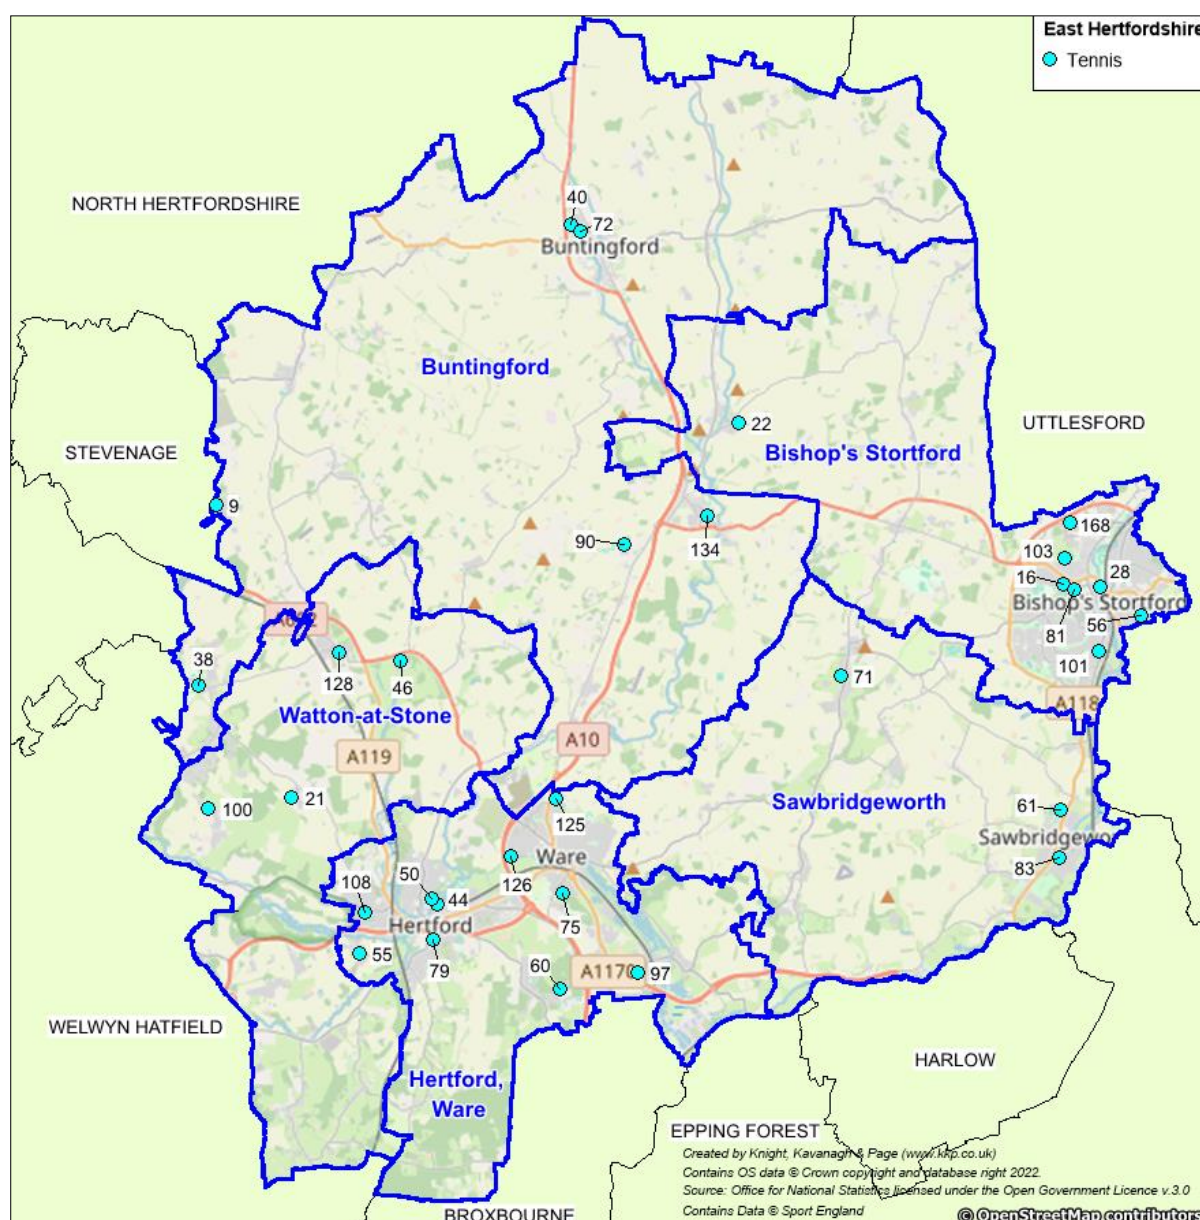 East Hertfordshire
Tennis
NORTH HERTFORDSHIRE
40
72
Buntingford
Buntingford
STEVENAGE
UTTLESFORD
22
Bishop's Stortford
9
168
90
134
103
16
28
Bishop's Stortford
81
56
101
38
128
46
71
A118
Watton-at-Stone
A10
A119
21
100
125
Sawbridgeworth
61
Sawbridgewo
83
Ware
126
50
44
108
75
Hertford
55
79
60
A1170
97
WELWYN HATFIELD
HARLOW
Hertford,
Ware
EPPING FOREST
Created by Knight, Kavanagh & Page (www.kkp.co.uk)
Contains OS data © Crown copyright and database right 2022.
Source: Office for National Statistics licensed under the Open Government Licence v.3.0
Contains Data © Sport England
BROXBOURNE
© OpenStreetMap contributors